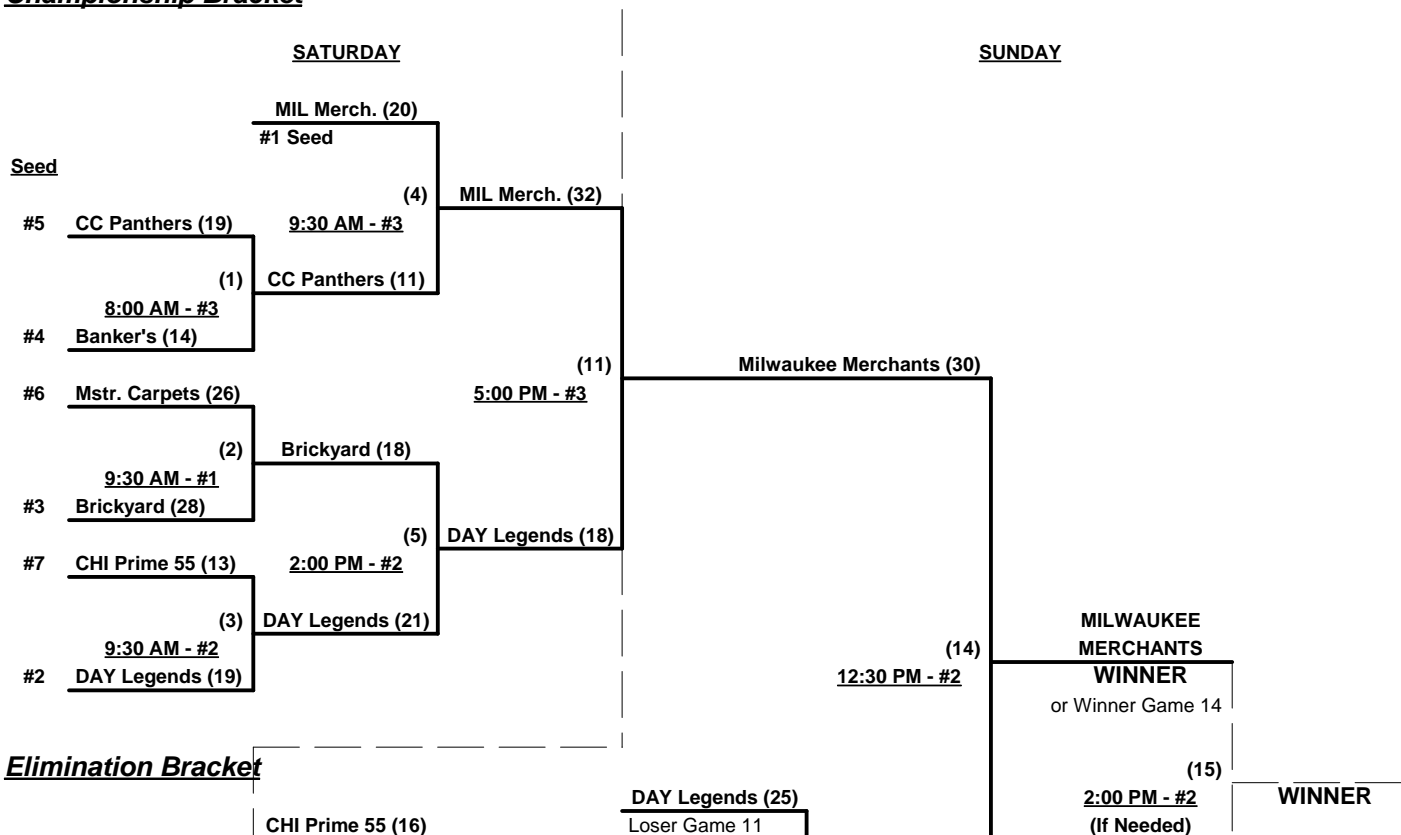 Championship Bracket
SATURDAY
SUNDAY
MIL Merch. (20)
#1 Seed
Seed
(4)
MIL Merch. (32)
#5
CC Panthers (19)
9:30 AM - #3
(1)
CC Panthers (11)
8:00 AM - #3
#4
Banker's (14)
(11)
Milwaukee Merchants (30)
#6
Mstr. Carpets (26)
5:00 PM - #3
(2)
Brickyard (18)
9:30 AM - #1
#3
Brickyard (28)
(5)
DAY Legends (18)
#7
CHI Prime 55 (13)
2:00 PM - #2
(3)
DAY Legends (21)
MILWAUKEE
9:30 AM - #2
(14)
MERCHANTS
#2
DAY Legends (19)
12:30 PM - #2
WINNER
or Winner Game 14
Elimination Bracket
(15)
DAY Legends (25)
2:00 PM - #2
WINNER
CHI Prime 55 (16)
Loser Game 11
(If Needed)